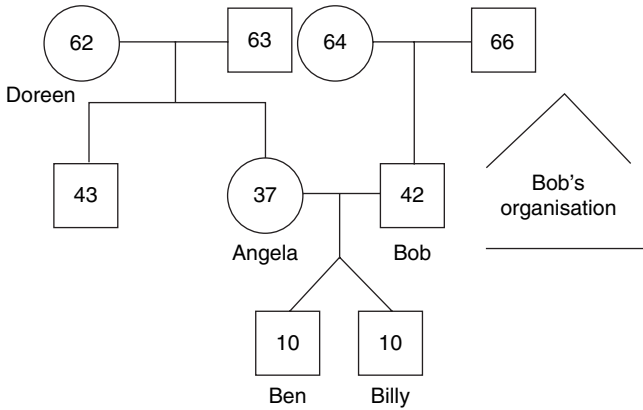 62
63
64
66
Doreen
43
37
42
Bob's
organisation
Angela
Bob
10
10
Ben
Billy